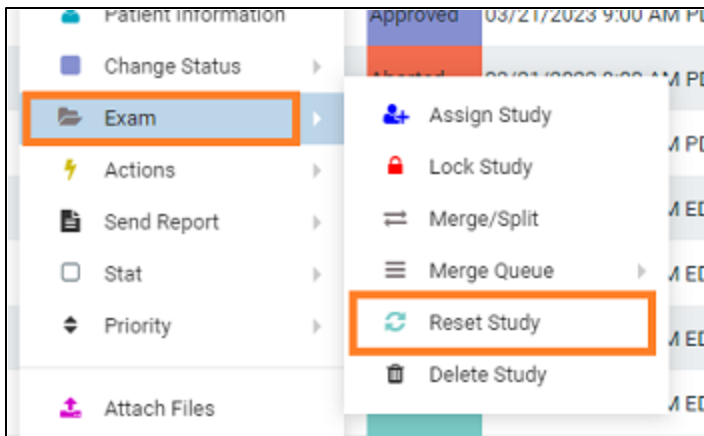 Patient Information
Approved 03/21/2023 9:00 AM
Change Status
Exam
Assign Study
Actions
Lock Study
Send Report
Merge/Split
Stat
Merge Queue
Priority
Reset Study
Delete Study
Attach Files